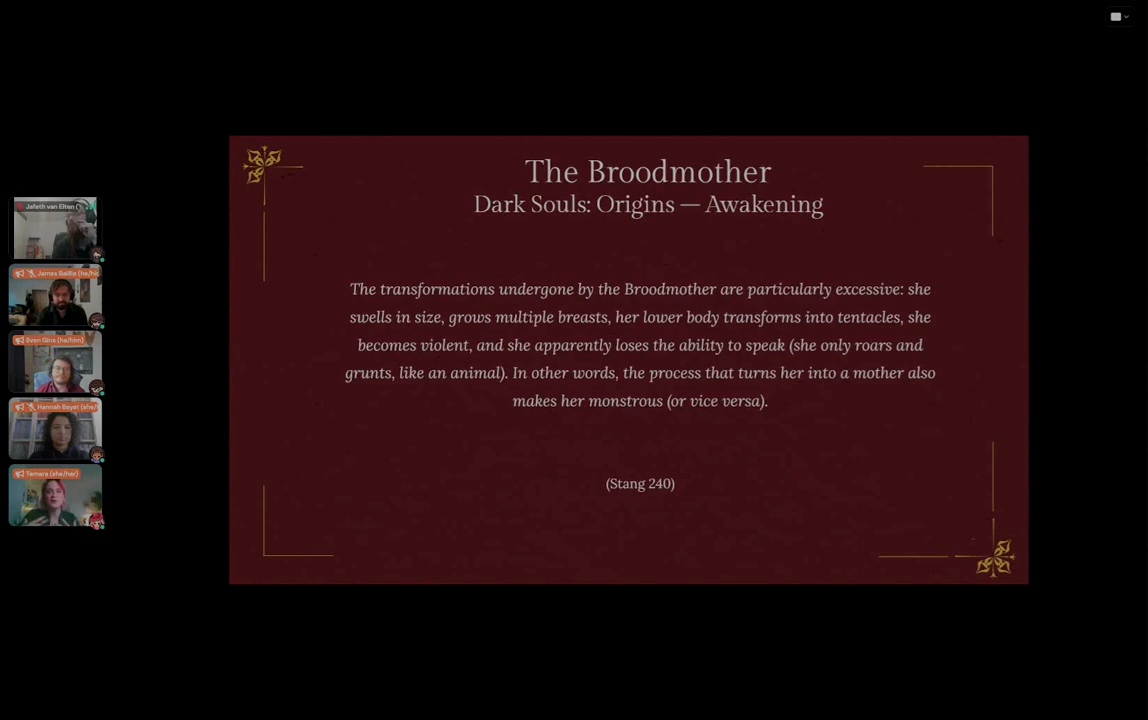 The Broodmother
Dark Souls: Origins — Awakening
The transformations undergone by the Broodmother are particularly excessive: she
swells in size, grows multiple breasts, her lower body transforms into tentacles, she
becomes violent, and she apparently loses the ability to speak (she only roars and
grunts, like an animal). In other words, the process that turns her into a mother also
makes her monstrous (or vice versa).
(Stang 240)
Jafeth van Elten (
James Baillie (he/hi
Sven Gins (he/him)
Hannah Bayat (she/
Tamara (she/her)